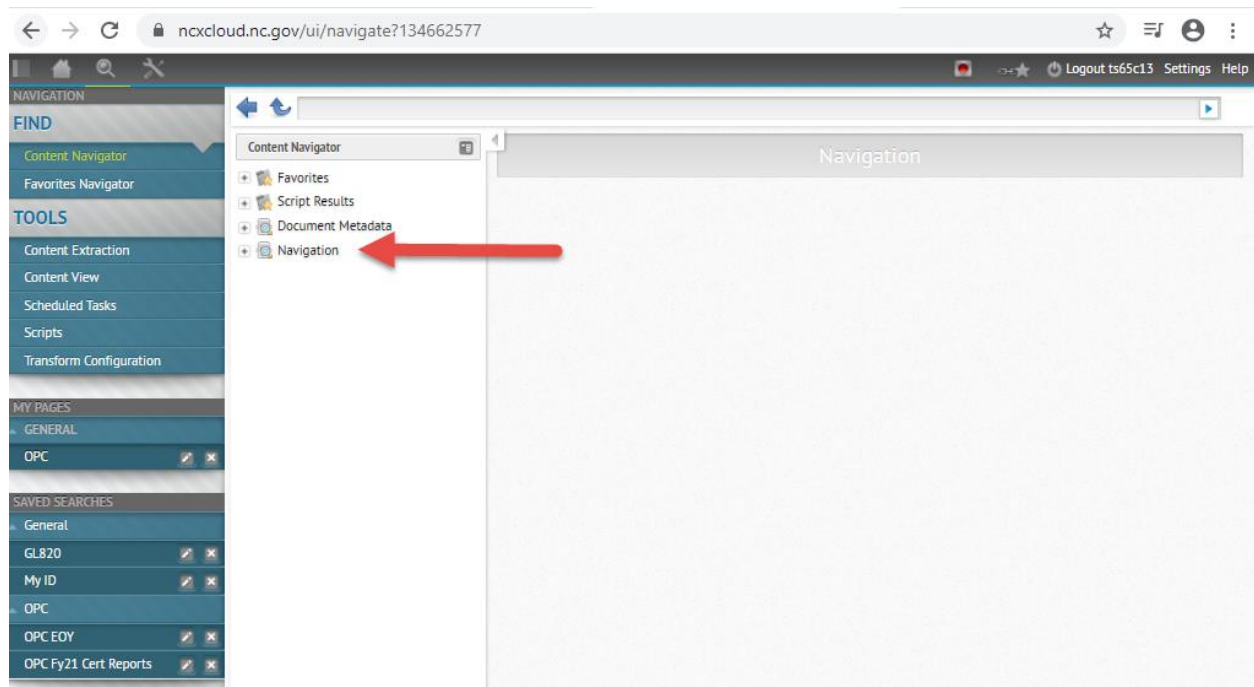 ncxcloud.nc.gov/ui/navigate?134662577
Logout ts65c13 Settings Help
NAVIGATION
FIND
Content Navigator
Favorites Navigator
TOOLS
Content Extraction
Content View
Scheduled Tasks
Scripts
Transform Configuration
MY PAGES
GENERAL
OPC
SAVED SEARCHES
General
GL820
My ID
OPC
OPC EOY
OPC Fy21 Cert Reports
Content Navigator
Favorites
Script Results
Document Metadata
Navigation
Navigation